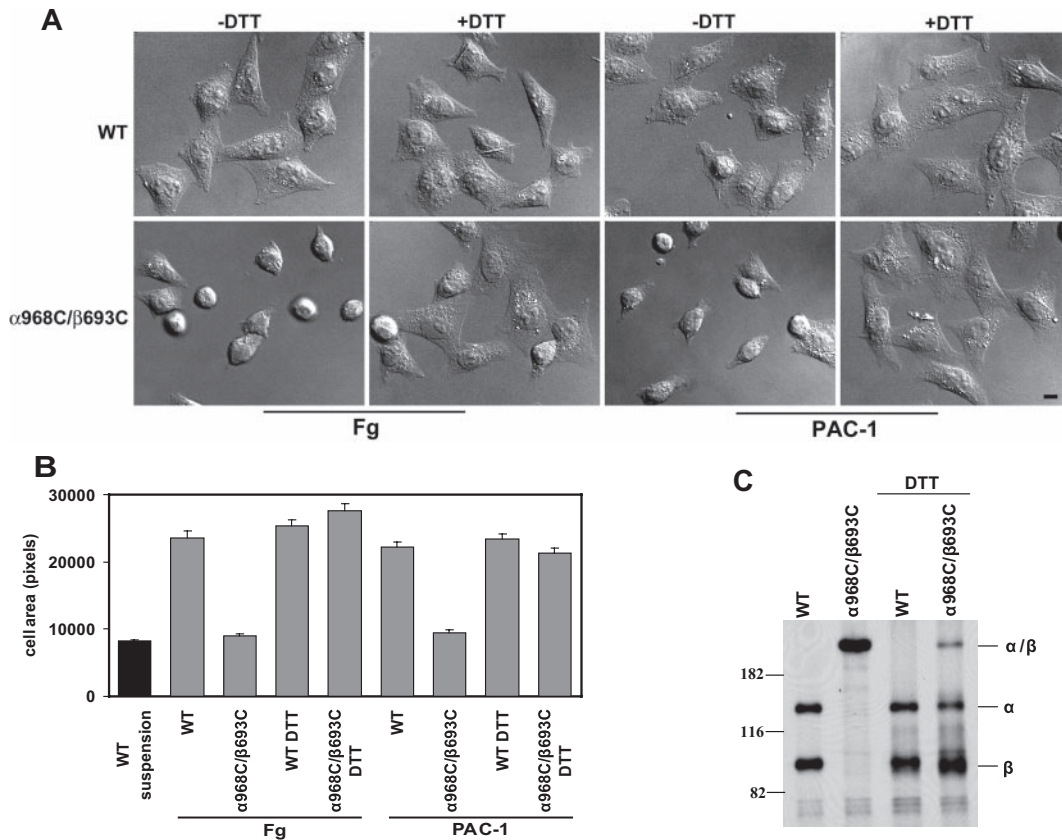 A
-DTT +DTT -DTT +DTT
WT
α968C/β693C
Fg PAC-1
B
30000
20000
10000
0
cell area (pixels)
WT suspension
WT
α968C/β693C
WT DTT
α968C/β693C DTT
WT
α968C/β693C
WT DTT
α968C/β693C DTT
Fg PAC-1
C
DTT
WT
α968C/β693C
WT
α968C/β693C
α/β
182
α
116
β
82